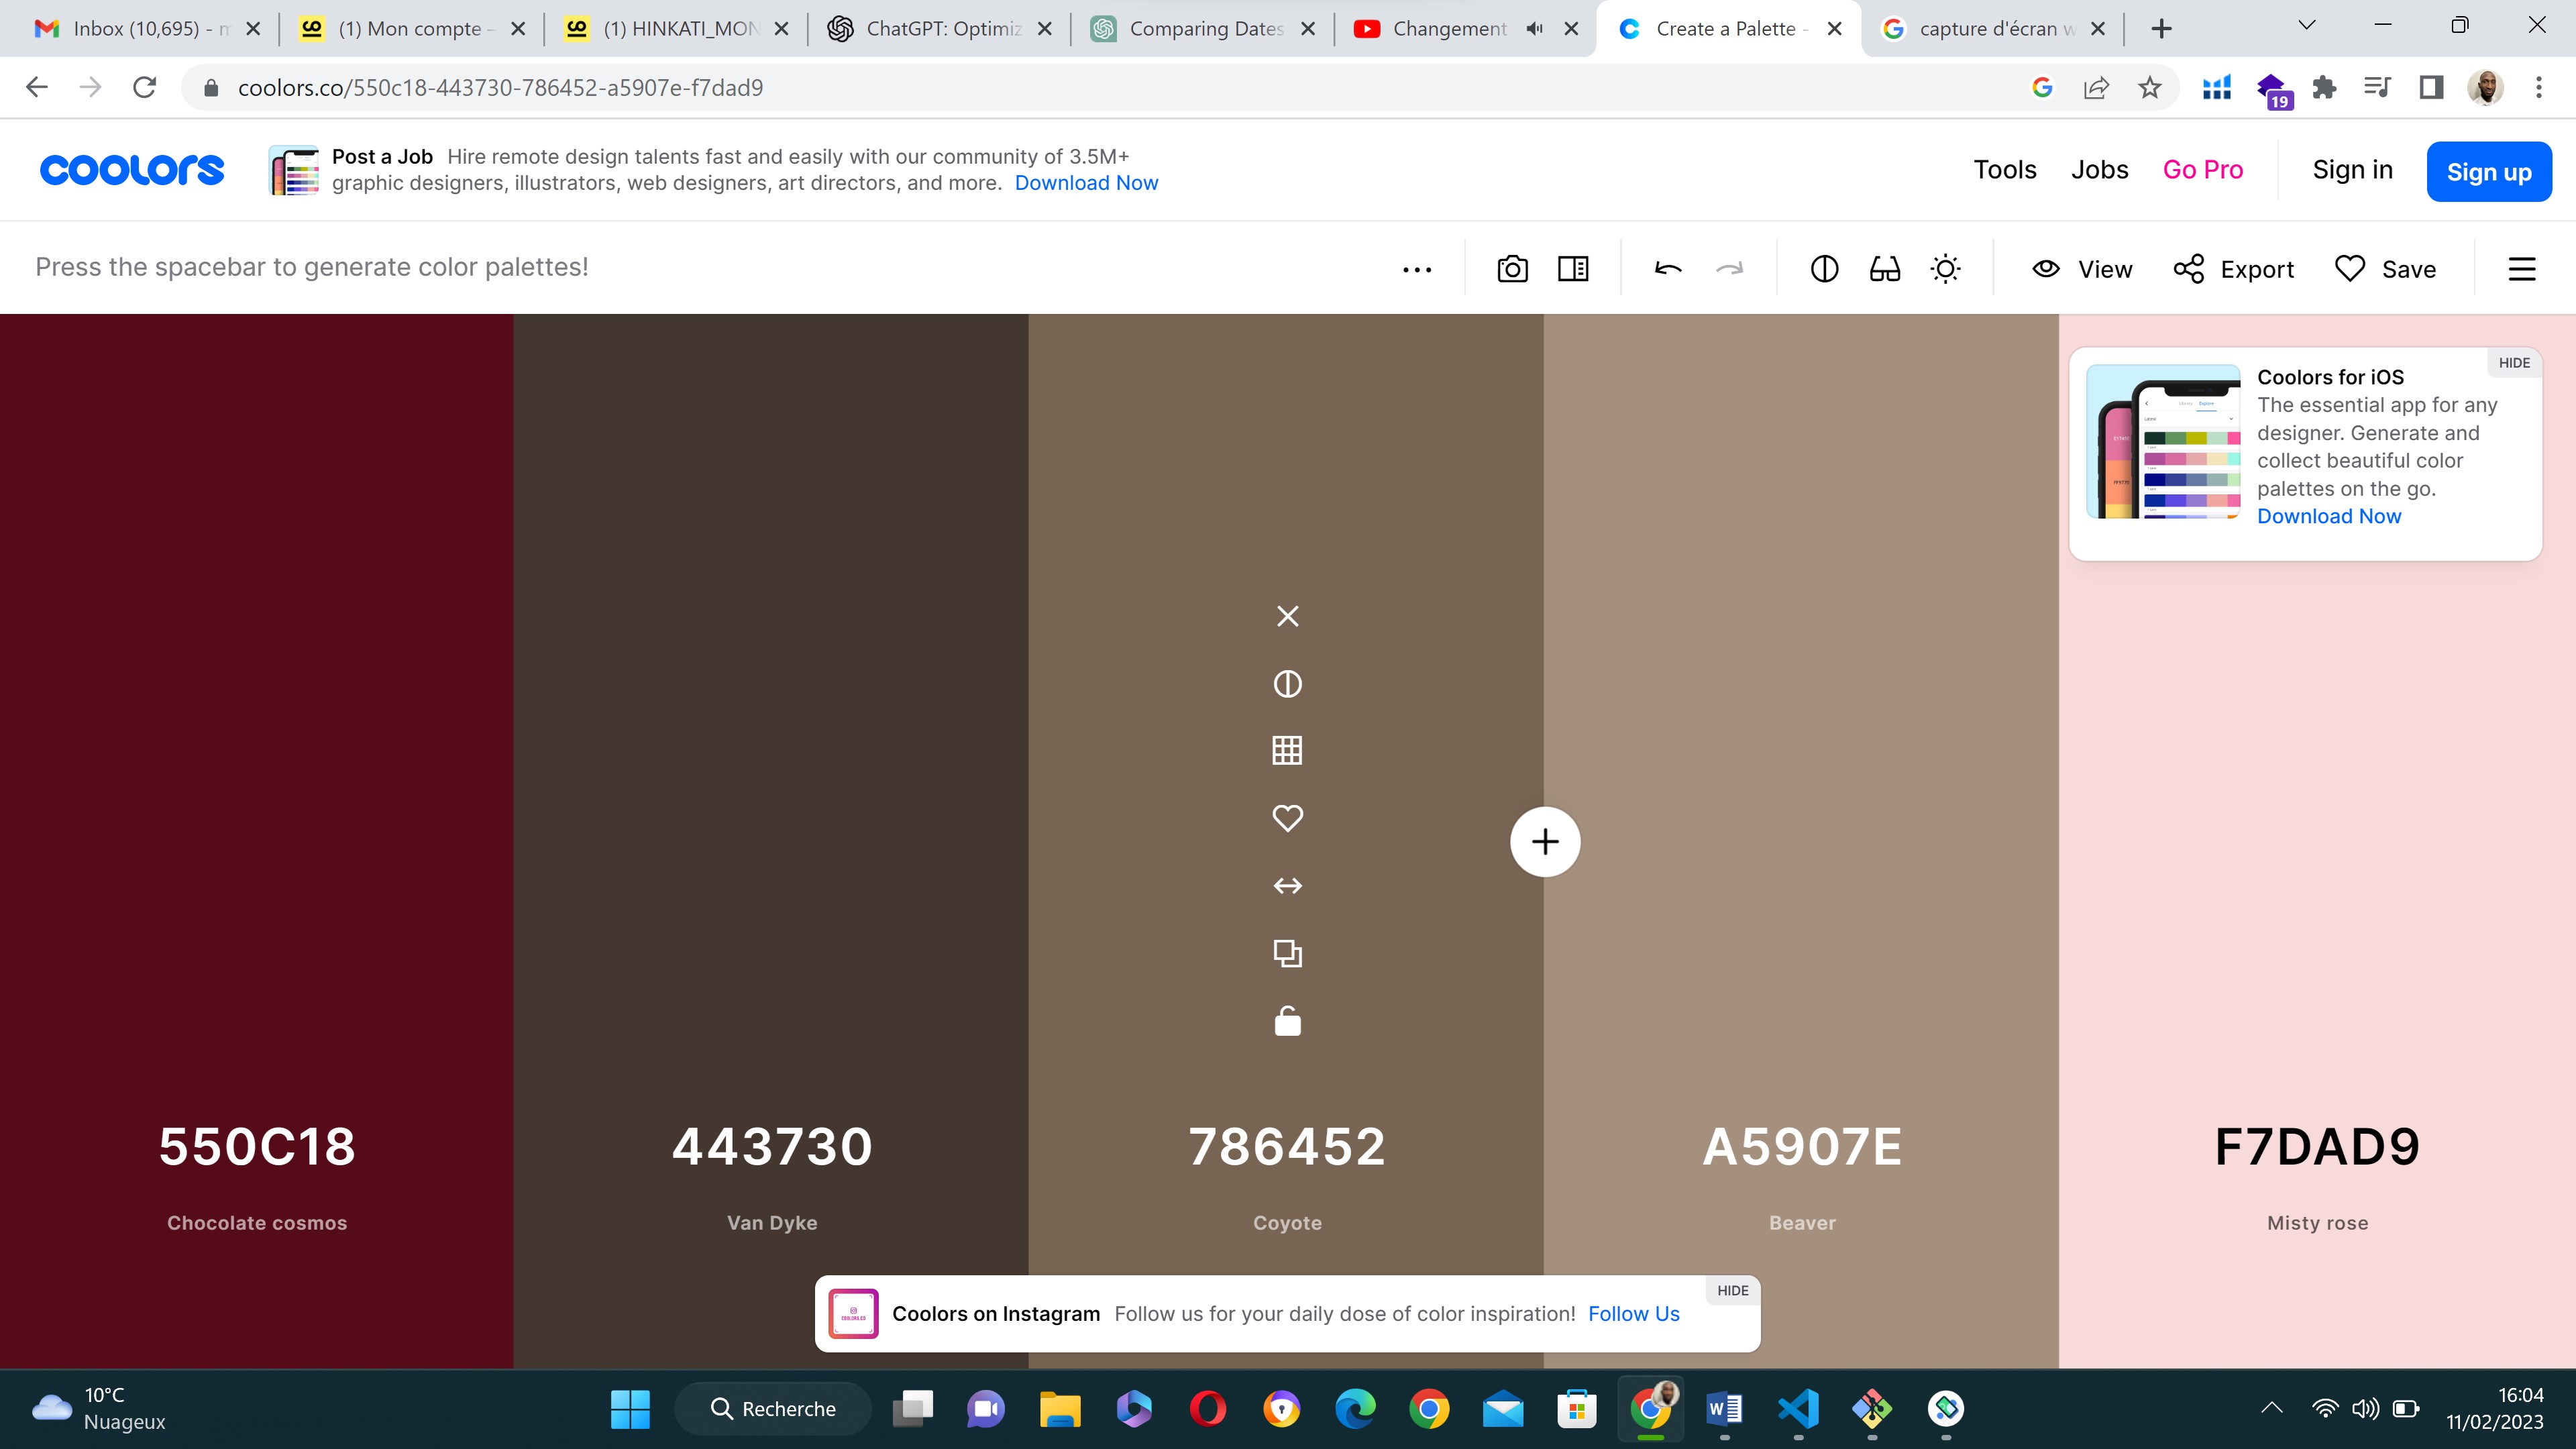 Inbox (10,695) - m
(1) Mon compte -
(1) HINKATI_MON
ChatGPT: Optimiz
Comparing Dates
Changement
Create a Palette -
capture d'écran w
coolors.co/550c18-443730-786452-a5907e-f7dad9
19
coolors
Post a Job Hire remote design talents fast and easily with our community of 3.5M+
graphic designers, illustrators, web designers, art directors, and more. Download Now
Tools
Jobs
Go Pro
Sign in
Sign up
Press the spacebar to generate color palettes!
View
Export
Save
HIDE
Coolors for iOS
The essential app for any
designer. Generate and
collect beautiful color
palettes on the go.
Download Now
550C18
443730
786452
A5907E
F7DAD9
Chocolate cosmos
Van Dyke
Coyote
Beaver
Misty rose
HIDE
Coolors on Instagram Follow us for your daily dose of color inspiration! Follow Us
10°C
Nuageux
Recherche
16:04
11/02/2023